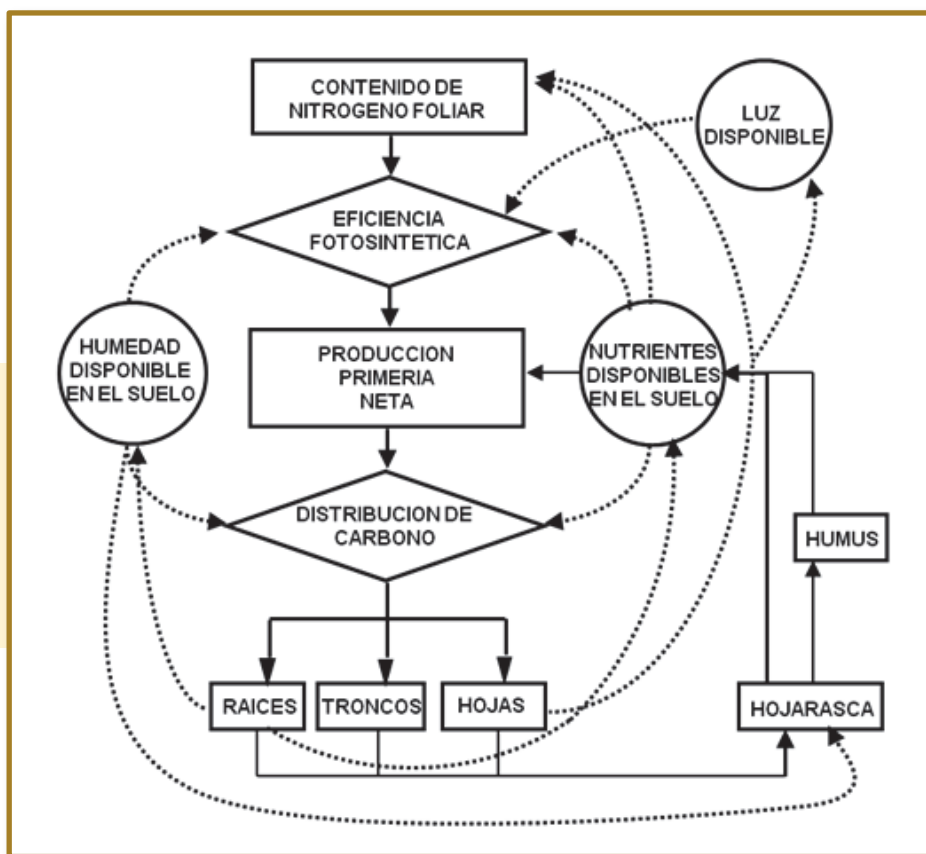 CONTENIDO DE
NITROGENO FOLIAR
LUZ
DISPONIBLE
EFICIENCIA
FOTOSINTETICA
HUMEDAD
DISPONIBLE
EN EL SUELO
PRODUCCION
PRIMERIA
NETA
NUTRIENTES
DISPONIBLES
EN EL SUELO
DISTRIBUCION DE
CARBONO
HUMUS
RAICES
TRONCOS
HOJAS
HOJARASCA